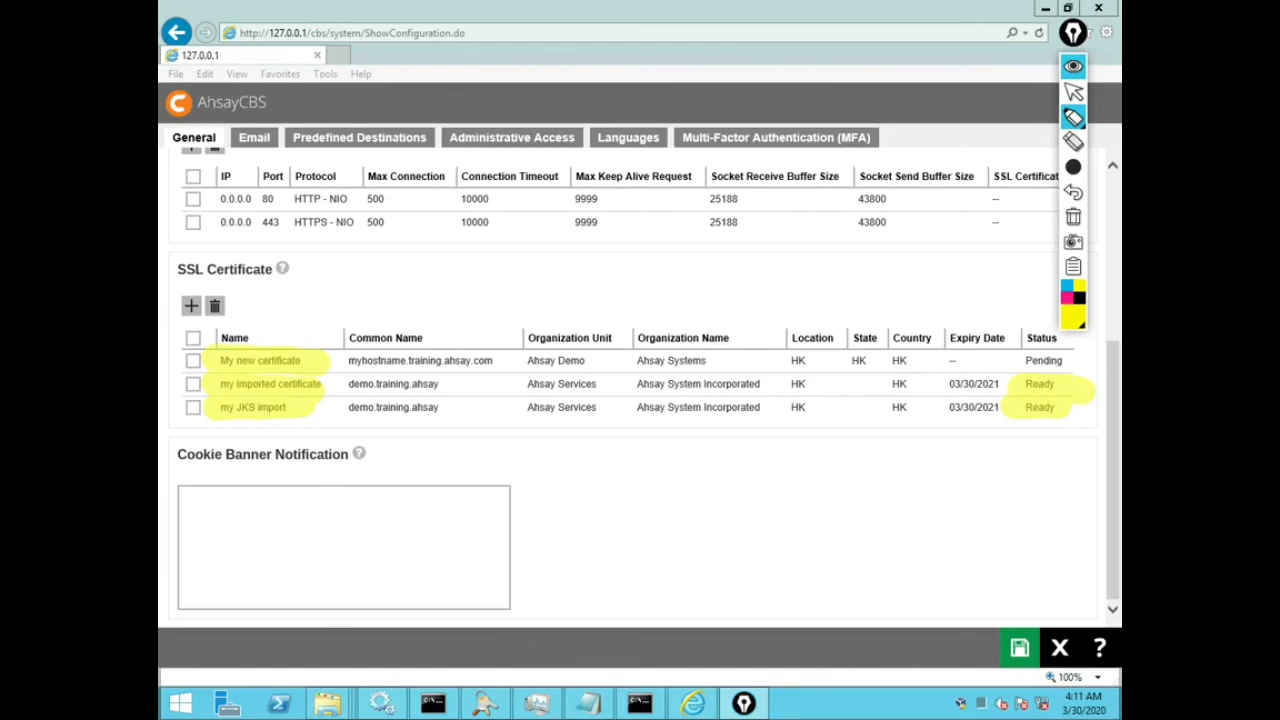 http://127.0.0.1/cbs/system/ShowConfiguration.do
127.0.0.1
File Edit View Favorites Tools Help
AhsayCBS
General Email Predefined Destinations Administrative Access Languages Multi-Factor Authentication (MFA)
IP Port Protocol Max Connection Connection Timeout Max Keep Alive Request Socket Receive Buffer Size Socket Send Buffer Size SSL Certificat
0.0.0.0 80 HTTP - NIO 500 10000 9999 25188 43800 --
0.0.0.0 443 HTTPS - NIO 500 10000 9999 25188 43800 --
SSL Certificate ?
Name Common Name Organization Unit Organization Name Location State Country Expiry Date Status
My new certificate myhostname.training.ahsay.com Ahsay Demo Ahsay Systems HK HK HK -- Pending
my imported certificate demo.training.ahsay Ahsay Services Ahsay System Incorporated HK HK 03/30/2021 Ready
my JKS import demo.training.ahsay Ahsay Services Ahsay System Incorporated HK HK 03/30/2021 Ready
Cookie Banner Notification ?
X ?
100%
4:11 AM
3/30/2020